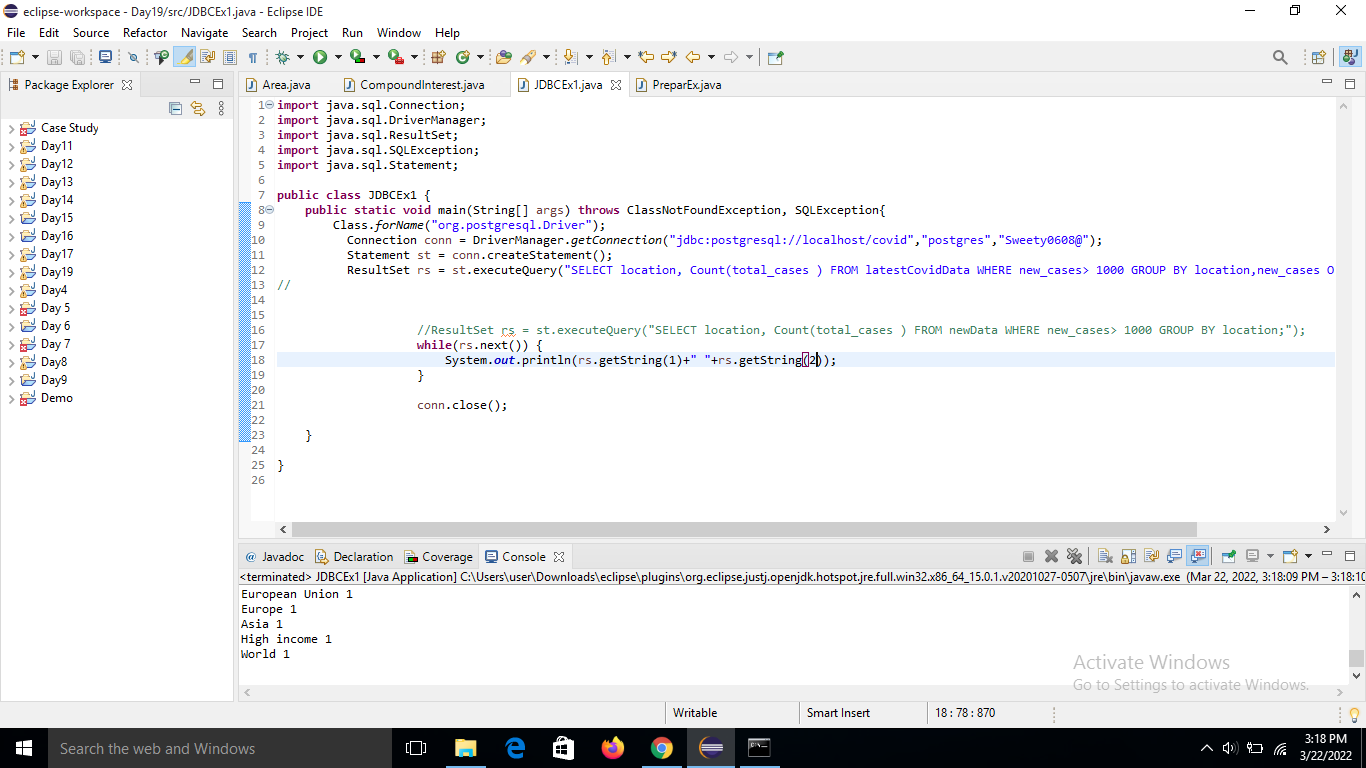 eclipse-workspace - Day19/src/JDBCEx1.java - Eclipse IDE
File Edit Source Refactor Navigate Search Project Run Window Help
Package Explorer
Area.java CompoundInterest.java JDBCEx1.java PreparEx.java
Case Study
Day11
Day12
Day13
Day14
Day15
Day16
Day17
Day19
Day4
Day 5
Day 6
Day 7
Day8
Day9
Demo
1 import java.sql.Connection;
2 import java.sql.DriverManager;
3 import java.sql.ResultSet;
4 import java.sql.SQLException;
5 import java.sql.Statement;
6
7 public class JDBCEx1 {
8 public static void main(String[] args) throws ClassNotFoundException, SQLException{
9 Class.forName("org.postgresql.Driver");
10 Connection conn = DriverManager.getConnection("jdbc:postgresql://localhost/covid","postgres","Sweety0608@");
11 Statement st = conn.createStatement();
12 ResultSet rs = st.executeQuery("SELECT location, Count(total_cases ) FROM latestCovidData WHERE new_cases> 1000 GROUP BY location,new_cases O
13 //
14
15
16 //ResultSet rs = st.executeQuery("SELECT location, Count(total_cases ) FROM newData WHERE new_cases> 1000 GROUP BY location;");
17 while(rs.next()) {
18 System.out.println(rs.getString(1)+" "+rs.getString(2));
19 }
20
21 conn.close();
22
23 }
24
25 }
26
@ Javadoc Declaration Coverage Console
<terminated> JDBCEx1 [Java Application] C:\Users\user\Downloads\eclipse\plugins\org.eclipse.justj.openjdk.hotspot.jre.full.win32.x86_64_15.0.1.v20201027-0507\jre\bin\javaw.exe (Mar 22, 2022, 3:18:09 PM – 3:18:10
European Union 1
Europe 1
Asia 1
High income 1
World 1
Activate Windows
Go to Settings to activate Windows.
Writable Smart Insert 18 : 78 : 870
Search the web and Windows
3:18 PM
3/22/2022